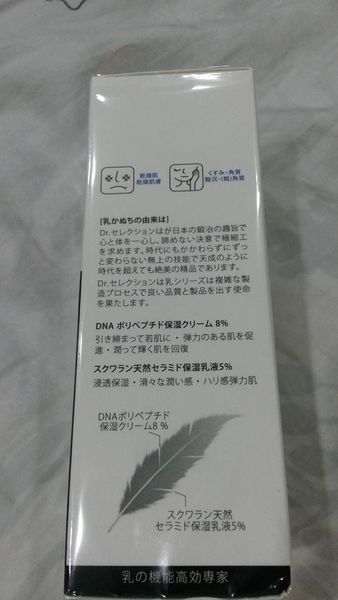 乾燥肌
乾燥肌膚
くすみ・角質
暗沉・(粗)角質
[乳かぬちの由来は]
Dr.セレクションはが日本の鍛冶の趣旨で
心と体を一心し、諦めない決意で極細工
を求めます。時代にもかかわらずにずっ
と変わらない無上の技能で天成のように
時代を超えても絶美の精品であります。
Dr.セレクションは乳シリーズは複雑な製
造プロセスで良い品質と製品を出す使命
を果たします。
DNA ポリペプチド保湿クリーム 8%
引き締まって若肌に ・ 弾力のある肌を促
進・潤って輝く肌を回復
スクワラン天然セラミド保湿乳液5%
浸透保湿・滑々な潤い感・ハリ感弾力肌
DNAポリペプチド
保湿クリーム8 %
スクワラン天然
セラミド保湿乳液5%
乳の機能高効専家